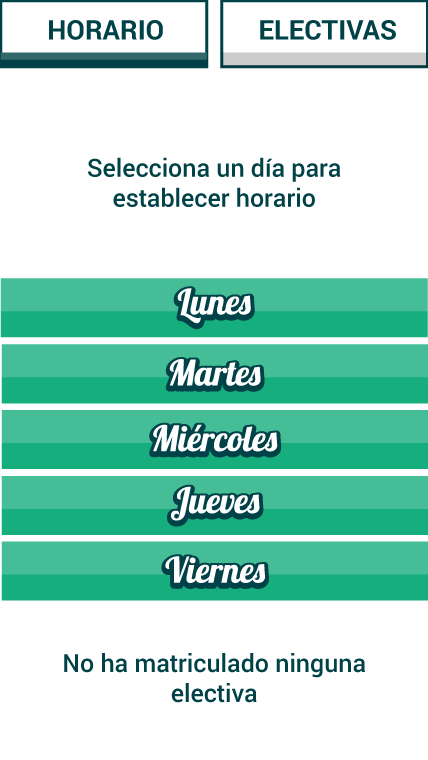 HORARIO ELECTIVAS
Selecciona un día para
establecer horario
Lunes
Martes
Miércoles
Jueves
Viernes
No ha matriculado ninguna
electiva